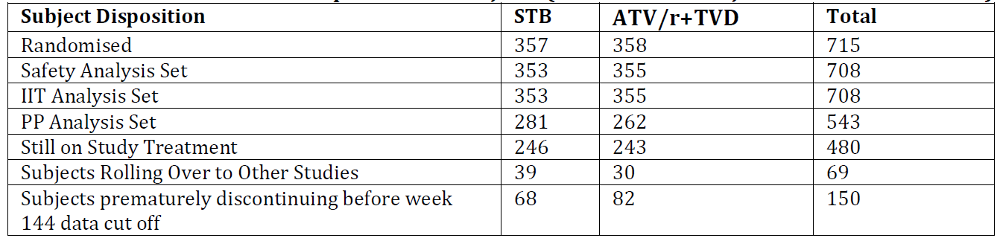 Subject Disposition STB ATV/r+TVD Total
Randomised 357 358 715
Safety Analysis Set 353 355 708
IIT Analysis Set 353 355 708
PP Analysis Set 281 262 543
Still on Study Treatment 246 243 480
Subjects Rolling Over to Other Studies 39 30 69
Subjects prematurely discontinuing before week 68 82 150
144 data cut off